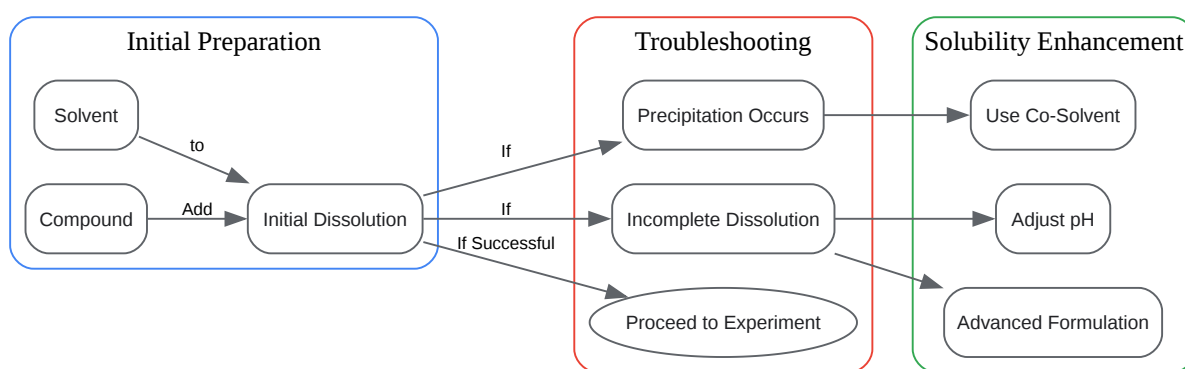 Initial Preparation
Solvent
to
Compound
Add
Initial Dissolution
If
If
If Successful
Troubleshooting
Precipitation Occurs
Incomplete Dissolution
Proceed to Experiment
Solubility Enhancement
Use Co-Solvent
Adjust pH
Advanced Formulation